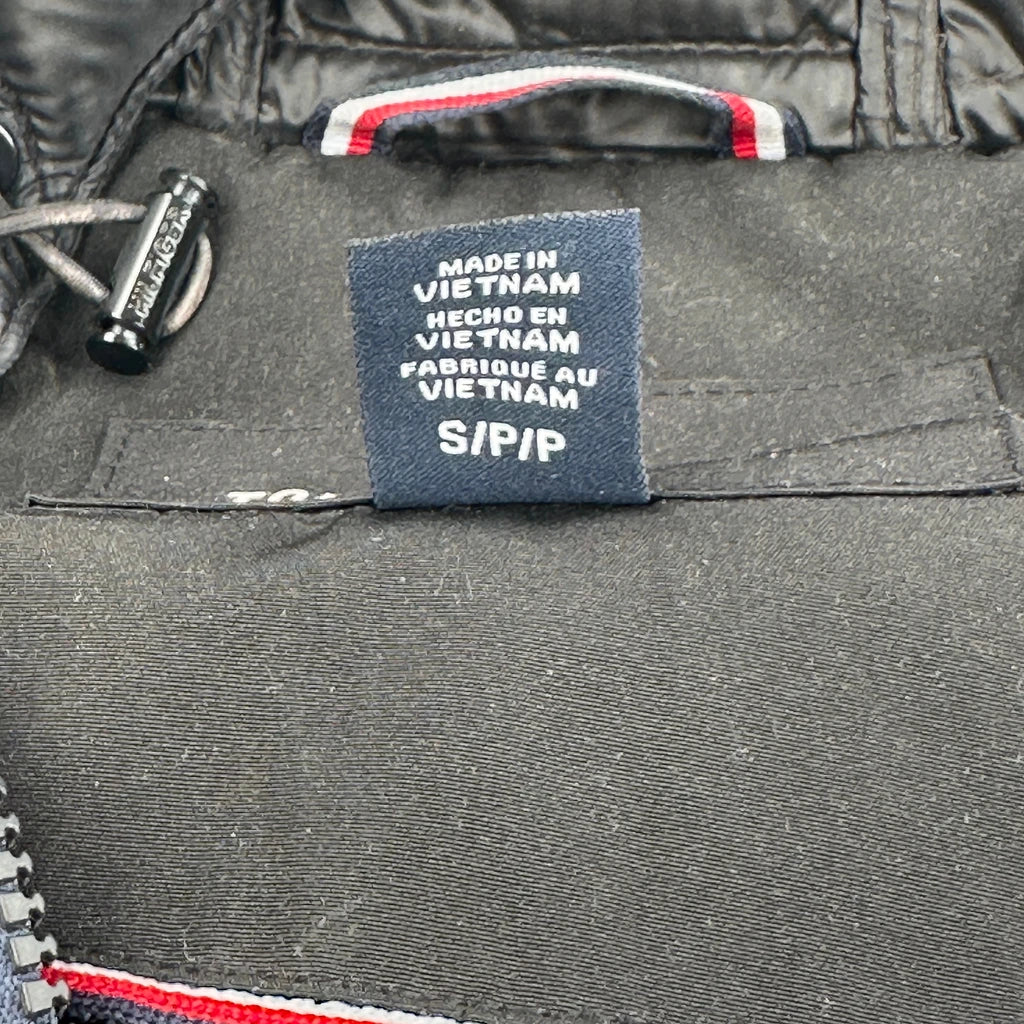 MADE IN
VIETNAM
HECHO EN
VIETNAM
FABRIQUÉ AU
VIETNAM
S/P/P